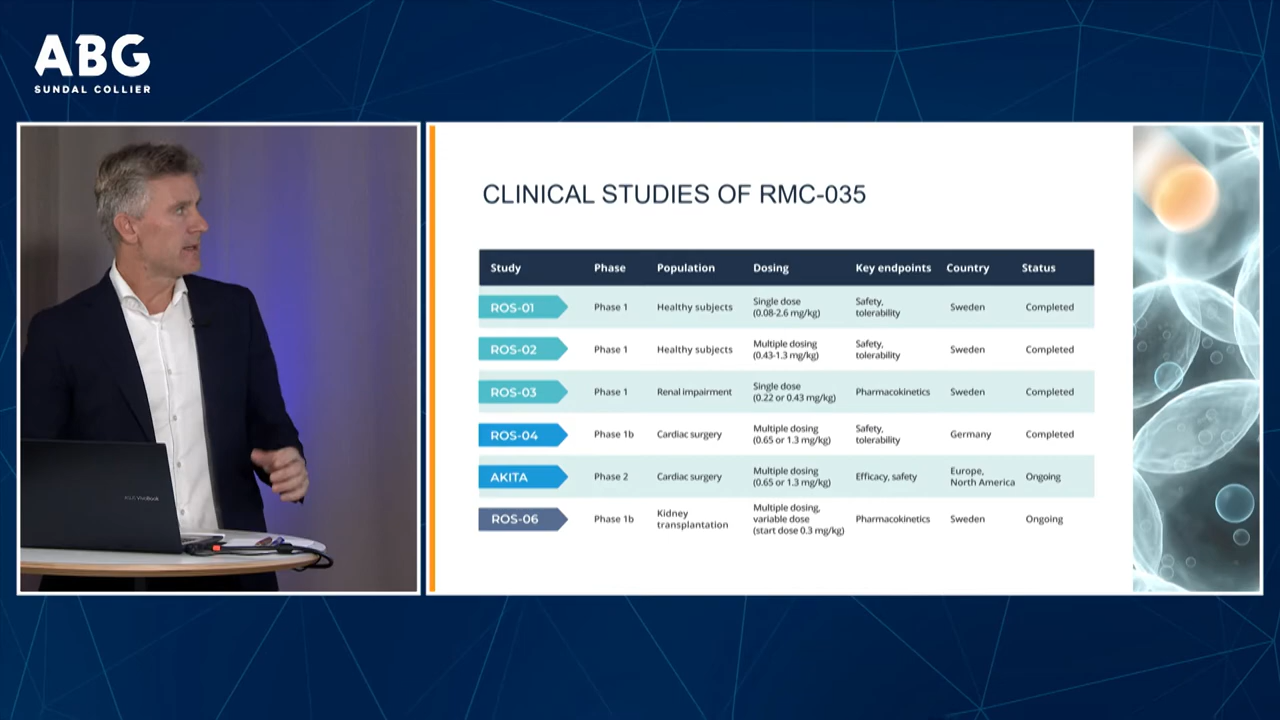 ABG
SUNDAL COLLIER
CLINICAL STUDIES OF RMC-035
Study Phase Population Dosing Key endpoints Country Status
ROS-01 Phase 1 Healthy subjects Single dose (0.08-2.6 mg/kg) Safety, tolerability Sweden Completed
ROS-02 Phase 1 Healthy subjects Multiple dosing (0.43-1.3 mg/kg) Safety, tolerability Sweden Completed
ROS-03 Phase 1 Renal impairment Single dose (0.22 or 0.43 mg/kg) Pharmacokinetics Sweden Completed
ROS-04 Phase 1b Cardiac surgery Multiple dosing (0.65 or 1.3 mg/kg) Safety, tolerability Germany Completed
AKITA Phase 2 Cardiac surgery Multiple dosing (0.65 or 1.3 mg/kg) Efficacy, safety Europe, North America Ongoing
ROS-06 Phase 1b Kidney transplantation Multiple dosing, variable dose (start dose 0.3 mg/kg) Pharmacokinetics Sweden Ongoing